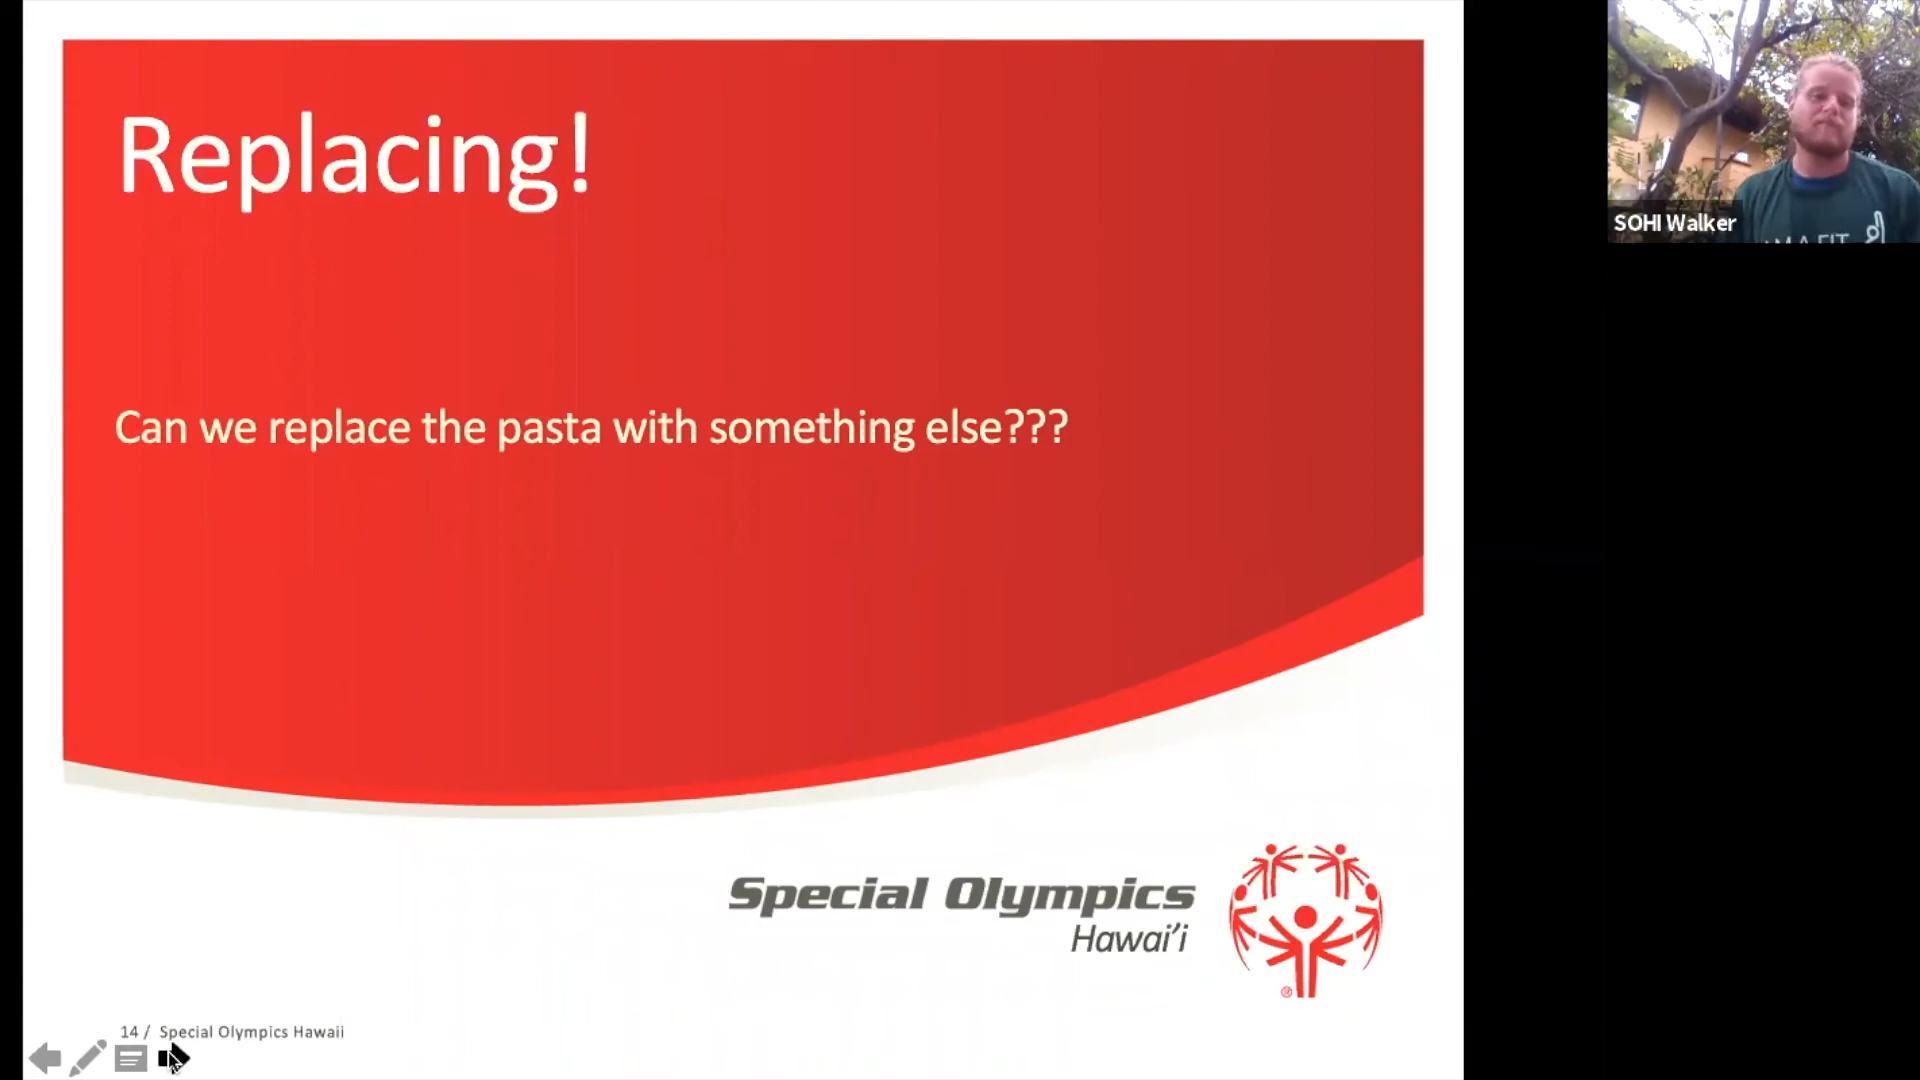 Replacing!
Can we replace the pasta with something else???
Special Olympics
Hawai'i
14 / Special Olympics Hawaii
SOHI Walker